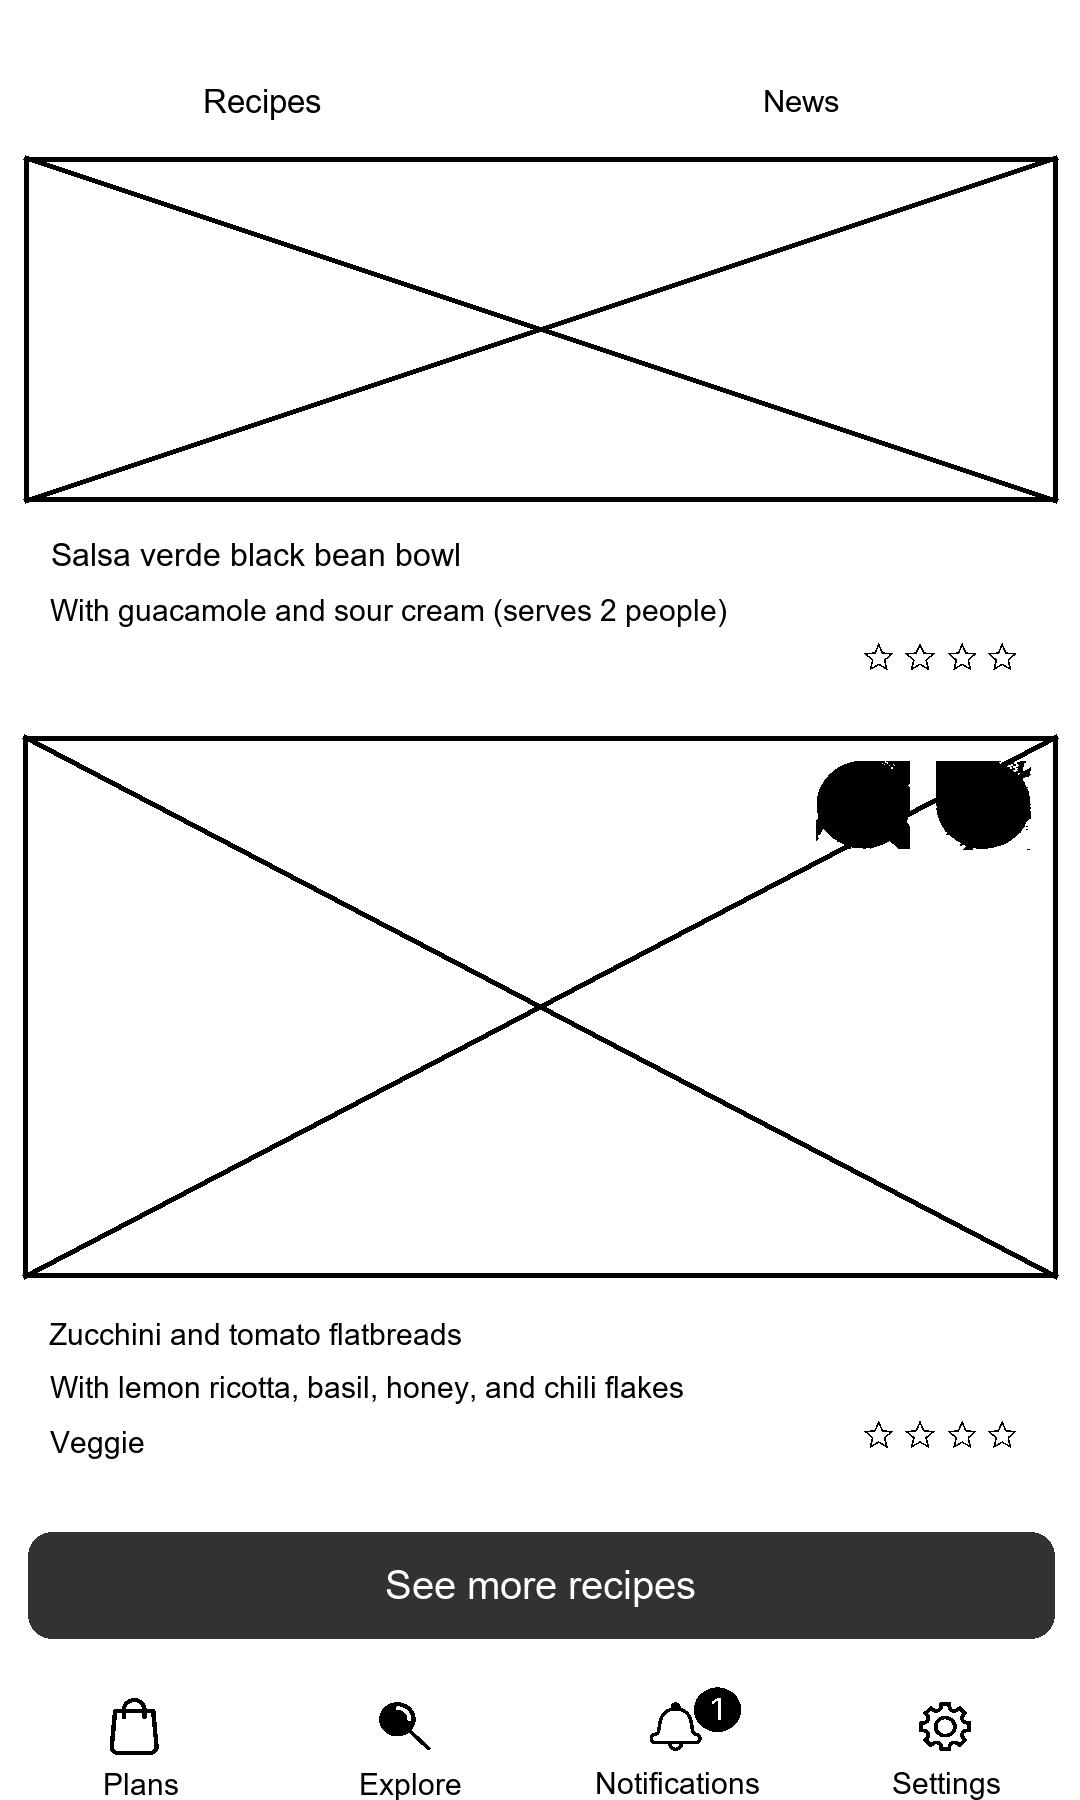 Recipes
News
Salsa verde black bean bowl
With guacamole and sour cream (serves 2 people)
Zucchini and tomato flatbreads
With lemon ricotta, basil, honey, and chili flakes
Veggie
See more recipes
1
Plans
Explore
Notifications
Settings